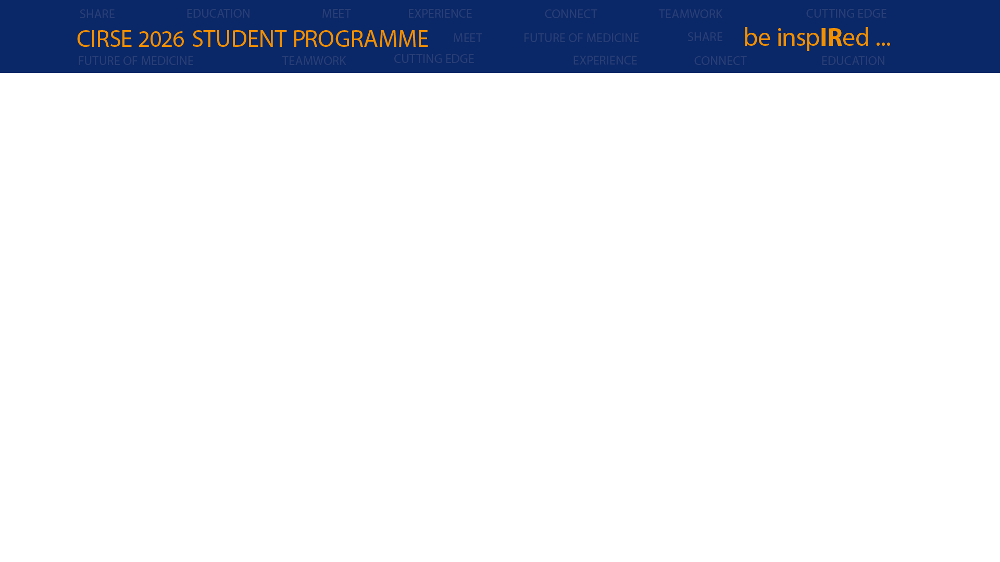 SHARE EDUCATION MEET EXPERIENCE CONNECT TEAMWORK CUTTING EDGE
CIRSE 2026 STUDENT PROGRAMME MEET FUTURE OF MEDICINE SHARE be inspIRed ...
FUTURE OF MEDICINE TEAMWORK CUTTING EDGE EXPERIENCE CONNECT EDUCATION